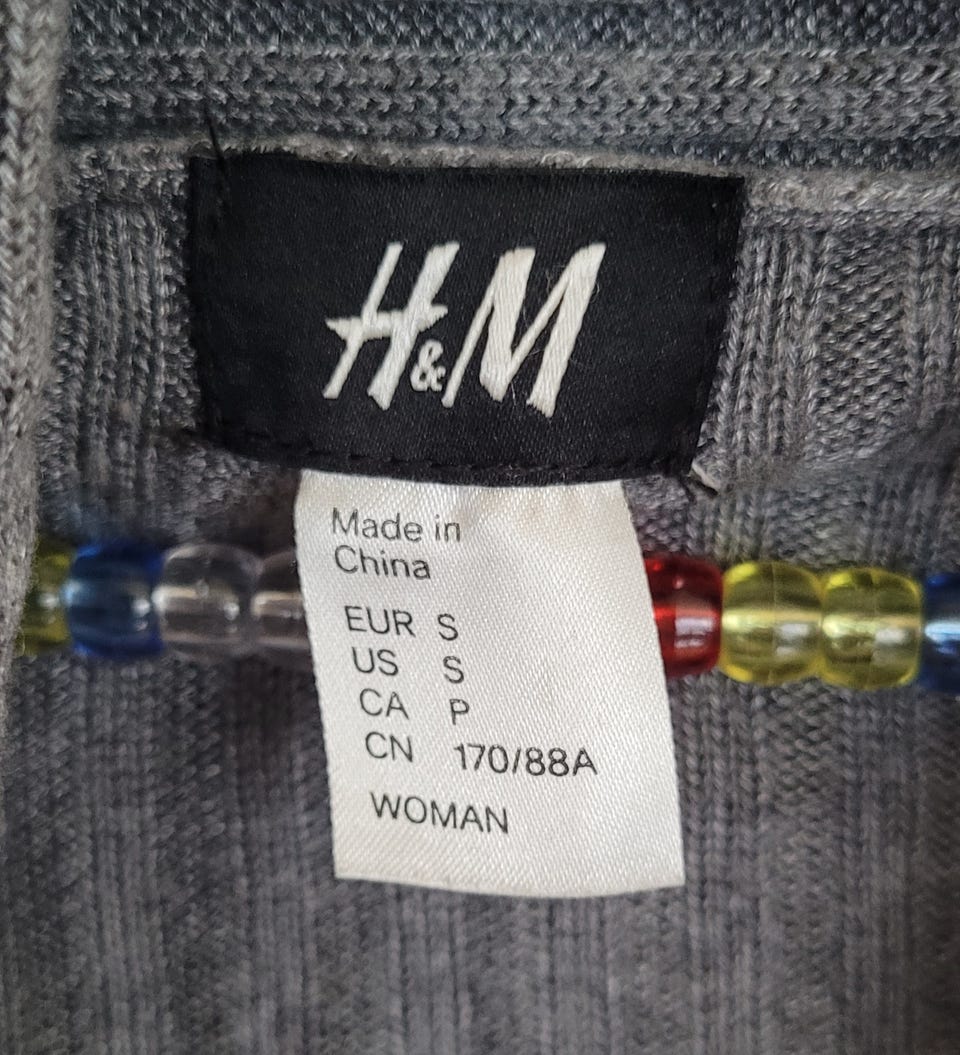 H&M
Made in
China
EUR S
US S
CA P
CN 170/88A
WOMAN